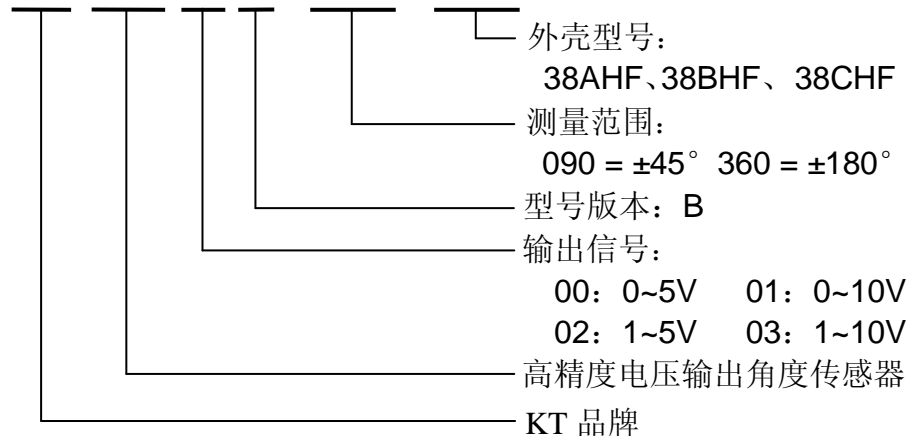 外壳型号：
38AHF、38BHF、38CHF
测量范围：
090 = ±45° 360 = ±180°
型号版本：B
输出信号：
00：0~5V 01：0~10V
02：1~5V 03：1~10V
高精度电压输出角度传感器
KT 品牌